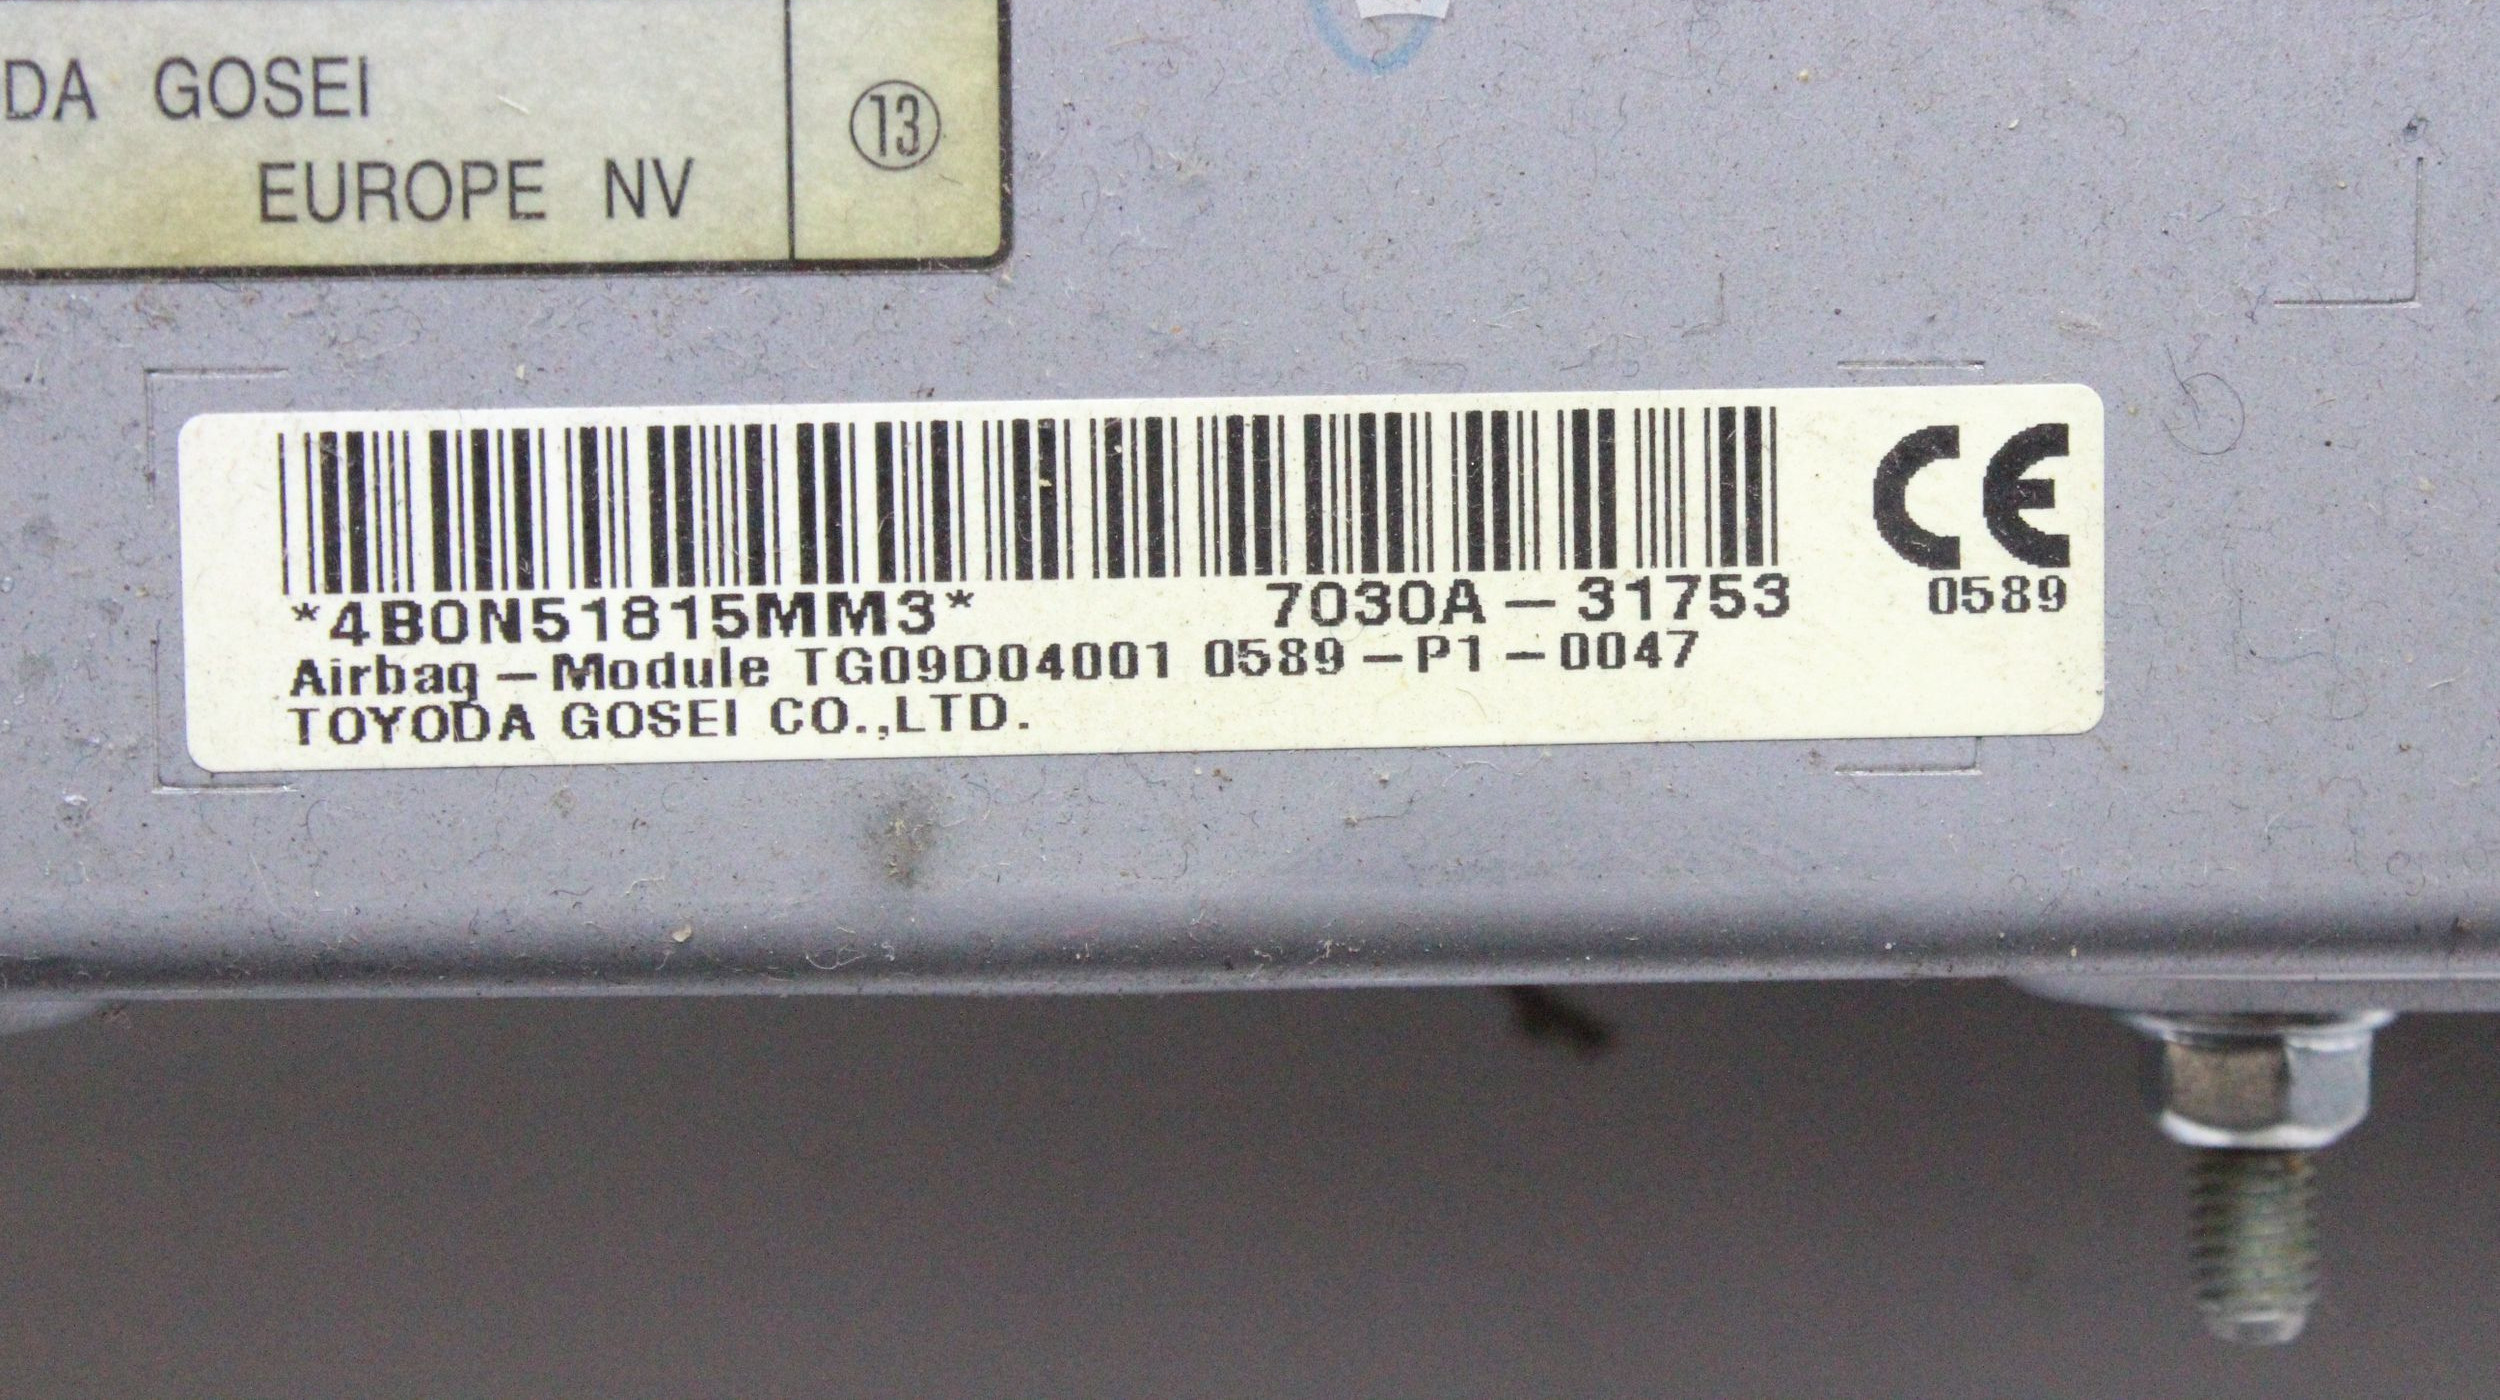 DA GOSEI
EUROPE NV
13
*4B0N51815MM3* 7030A-31753
CE
0589
Airbag-Module TG09D04001 0589-P1-0047
TOYODA GOSEI CO.,LTD.